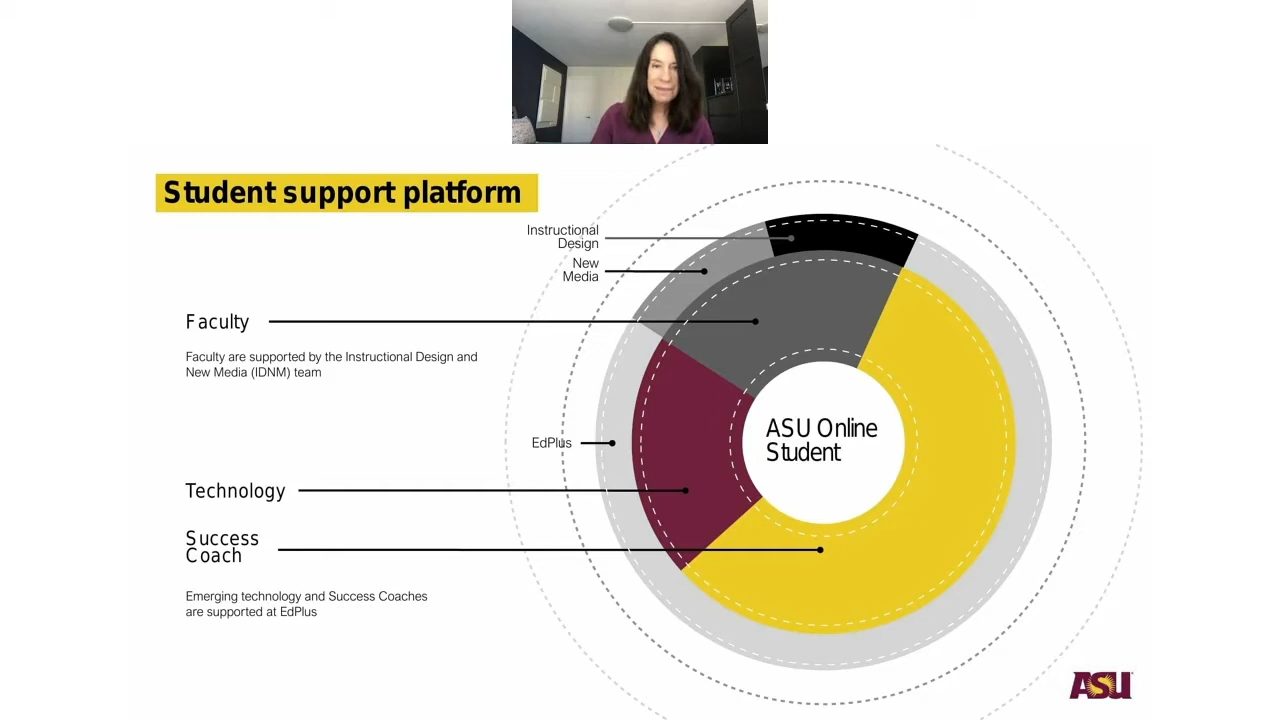 Student support platform
Instructional
Design
New
Media
Faculty
Faculty are supported by the Instructional Design and
New Media (IDNM) team
ASU Online
Student
EdPlus
Technology
Success
Coach
Emerging technology and Success Coaches
are supported at EdPlus
ASU